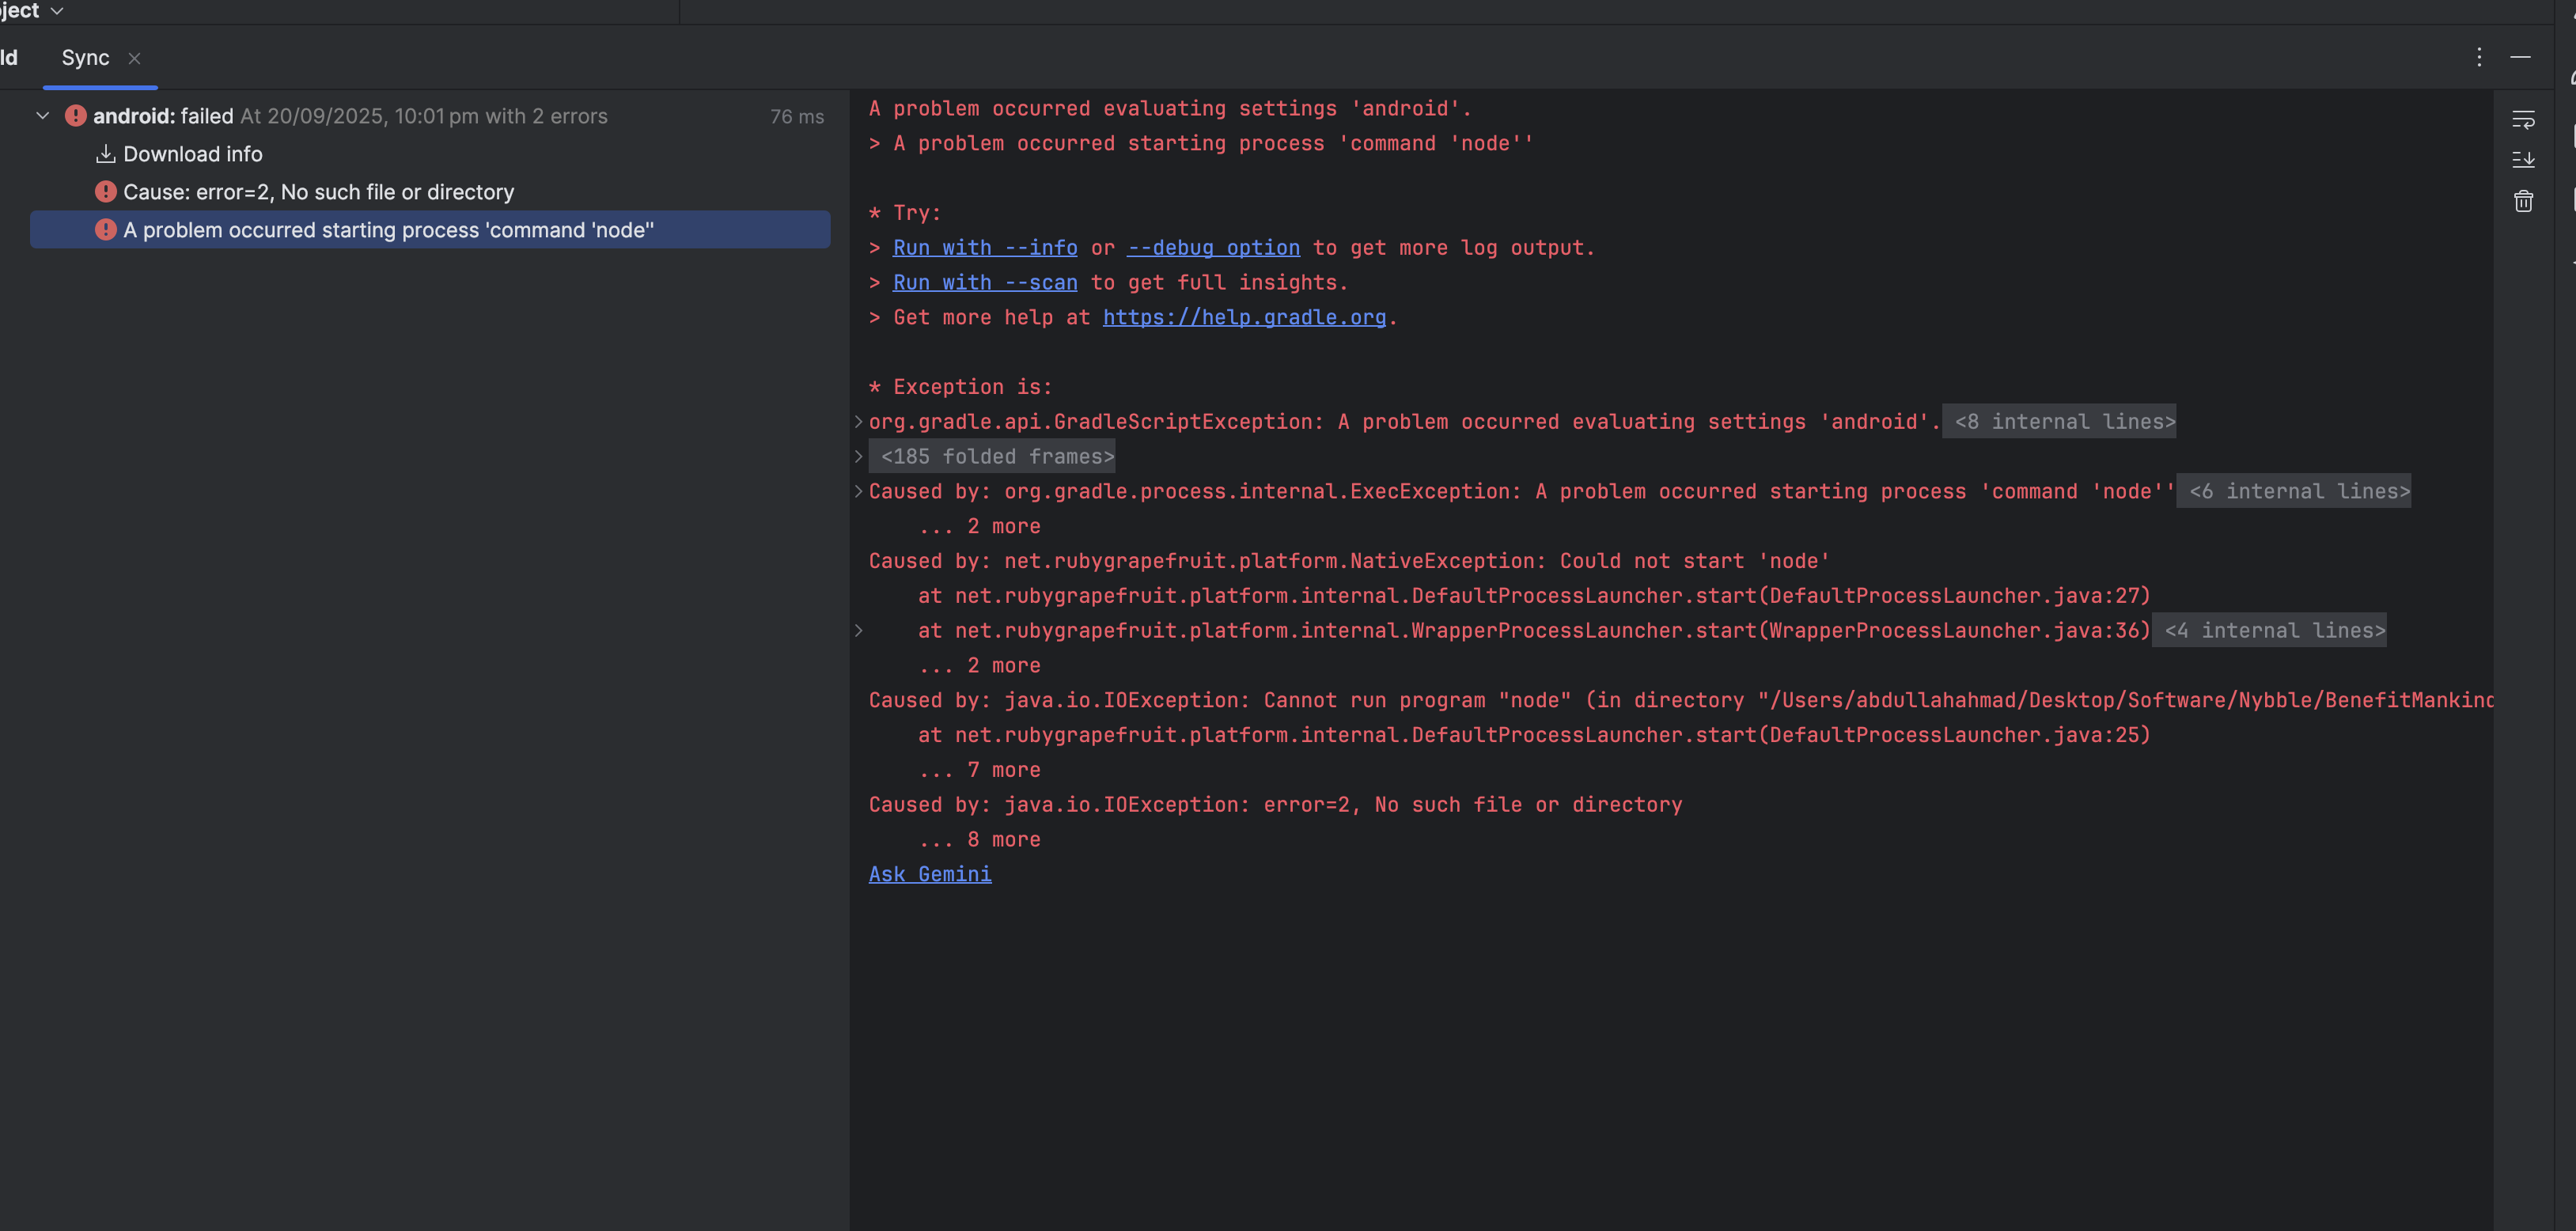 ject
ld Sync
android: failed At 20/09/2025, 10:01 pm with 2 errors 76 ms
Download info
Cause: error=2, No such file or directory
A problem occurred starting process 'command 'node''
A problem occurred evaluating settings 'android'.
> A problem occurred starting process 'command 'node''
* Try:
> Run with --info or --debug option to get more log output.
> Run with --scan to get full insights.
> Get more help at https://help.gradle.org.
* Exception is:
org.gradle.api.GradleScriptException: A problem occurred evaluating settings 'android'. <8 internal lines>
<185 folded frames>
Caused by: org.gradle.process.internal.ExecException: A problem occurred starting process 'command 'node'' <6 internal lines>
... 2 more
Caused by: net.rubygrapefruit.platform.NativeException: Could not start 'node'
at net.rubygrapefruit.platform.internal.DefaultProcessLauncher.start(DefaultProcessLauncher.java:27)
at net.rubygrapefruit.platform.internal.WrapperProcessLauncher.start(WrapperProcessLauncher.java:36) <4 internal lines>
... 2 more
Caused by: java.io.IOException: Cannot run program "node" (in directory "/Users/abdullahahmad/Desktop/Software/Nybble/BenefitMankind
at net.rubygrapefruit.platform.internal.DefaultProcessLauncher.start(DefaultProcessLauncher.java:25)
... 7 more
Caused by: java.io.IOException: error=2, No such file or directory
... 8 more
Ask Gemini